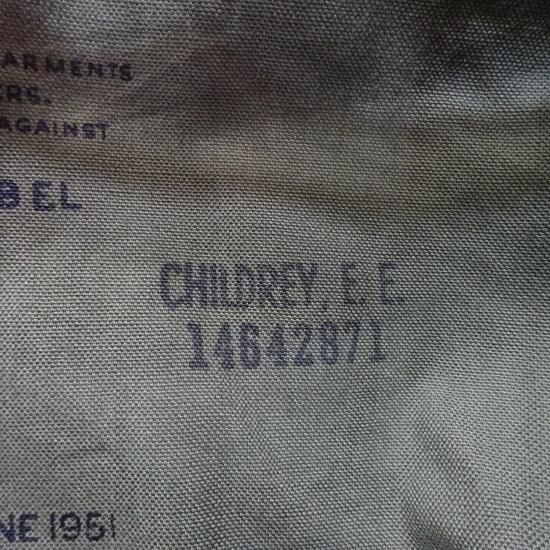 ARMENTS
ERS.
AGAINST
BEL
CHILDREY, E. E.
14642871
NE 1951